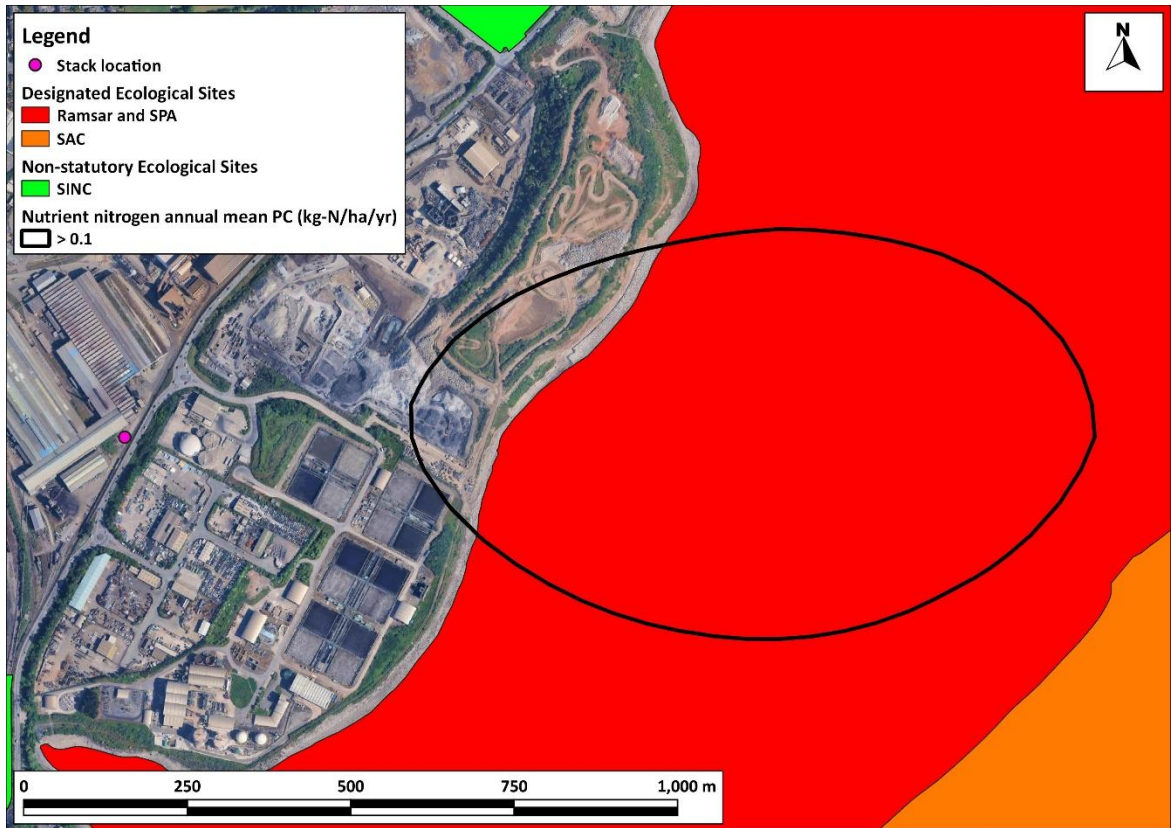 Legend
Stack location
Designated Ecological Sites
Ramsar and SPA
SAC
Non-statutory Ecological Sites
SINC
Nutrient nitrogen annual mean PC (kg-N/ha/yr)
> 0.1
N
0 250 500 750 1,000 m